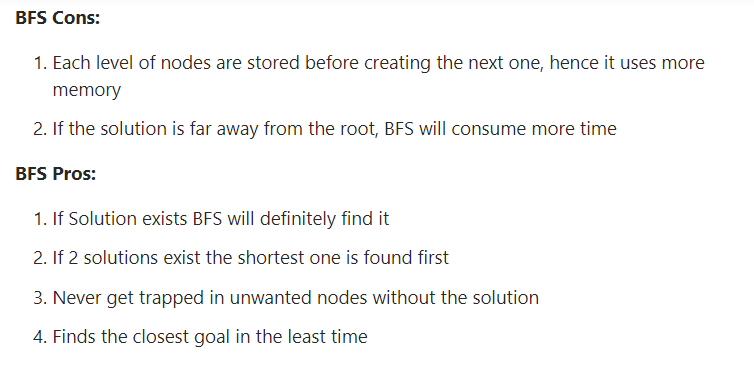 BFS Cons:
1. Each level of nodes are stored before creating the next one, hence it uses more
memory
2. If the solution is far away from the root, BFS will consume more time
BFS Pros:
1. If Solution exists BFS will definitely find it
2. If 2 solutions exist the shortest one is found first
3. Never get trapped in unwanted nodes without the solution
4. Finds the closest goal in the least time